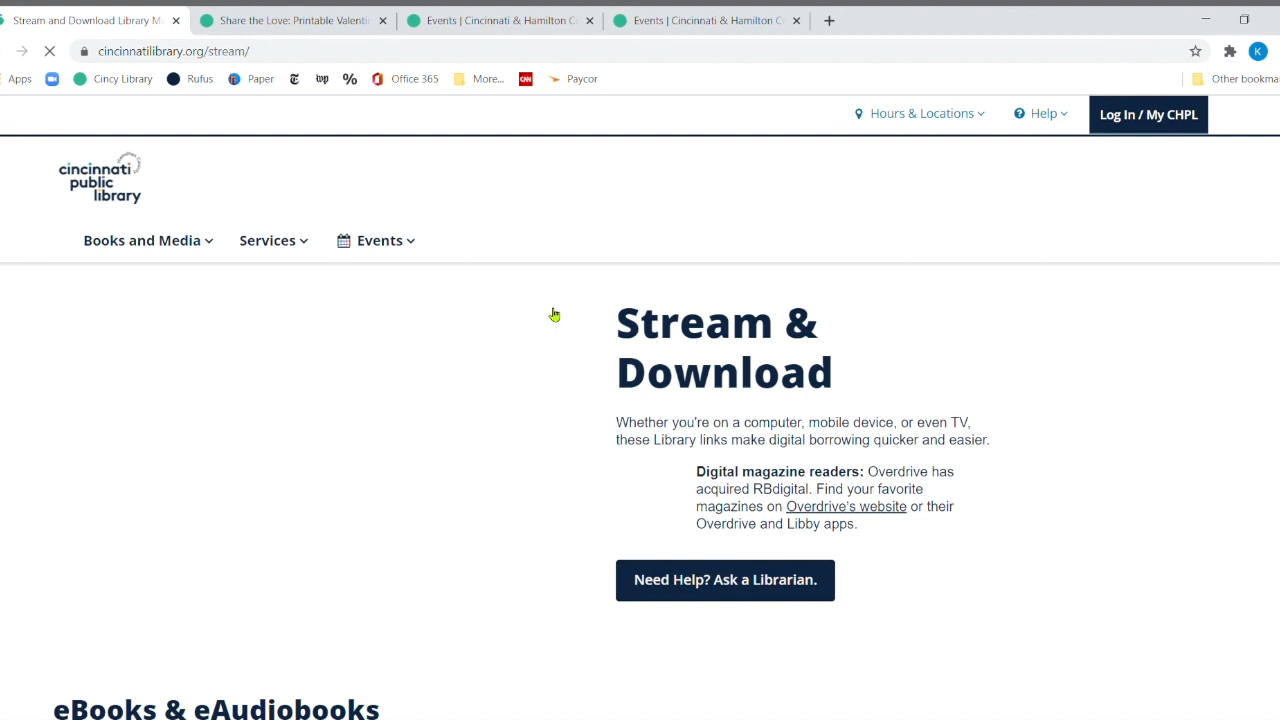 Stream and Download Library M
Share the Love: Printable Valenti
Events | Cincinnati & Hamilton C
Events | Cincinnati & Hamilton C
cincinnatilibrary.org/stream/
K
Apps
Cincy Library
Rufus
Paper
wp
%
Office 365
More...
CNN
Paycor
Other bookma
Hours & Locations
Help
Log In / My CHPL
cincinnati
public
library
Books and Media
Services
Events
Stream &
Download
Whether you're on a computer, mobile device, or even TV,
these Library links make digital borrowing quicker and easier.
Digital magazine readers: Overdrive has
acquired RBdigital. Find your favorite
magazines on Overdrive's website or their
Overdrive and Libby apps.
Need Help? Ask a Librarian.
eBooks & eAudiobooks